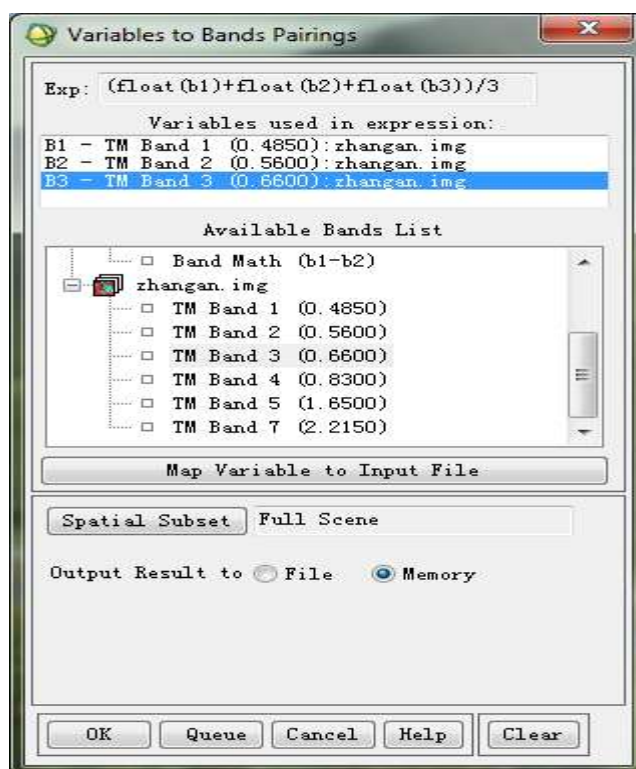 Variables to Bands Pairings
Exp: (float(b1)+float(b2)+float(b3))/3
Variables used in expression:
B1 - TM Band 1 (0.4850):zhangan.img
B2 - TM Band 2 (0.5600):zhangan.img
B3 - TM Band 3 (0.6600):zhangan.img
Available Bands List
Band Math (b1-b2)
zhangan.img
TM Band 1 (0.4850)
TM Band 2 (0.5600)
TM Band 3 (0.6600)
TM Band 4 (0.8300)
TM Band 5 (1.6500)
TM Band 7 (2.2150)
Map Variable to Input File
Spatial Subset Full Scene
Output Result to File Memory
OK Queue Cancel Help Clear